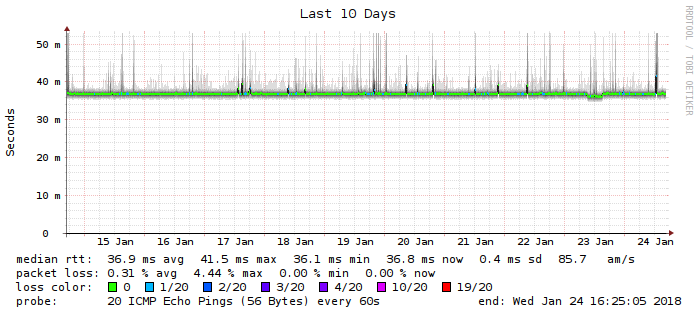 Last 10 Days
RRDTOOL / TOBI OETIKER
Seconds
50 m
40 m
30 m
20 m
10 m
0
15 Jan 16 Jan 17 Jan 18 Jan 19 Jan 20 Jan 21 Jan 22 Jan 23 Jan 24 Jan
median rtt: 36.9 ms avg 41.5 ms max 36.1 ms min 36.8 ms now 0.4 ms sd 85.7 am/s
packet loss: 0.31 % avg 4.44 % max 0.00 % min 0.00 % now
loss color: 0 1/20 2/20 3/20 4/20 10/20 19/20
probe: 20 ICMP Echo Pings (56 Bytes) every 60s end: Wed Jan 24 16:25:05 2018